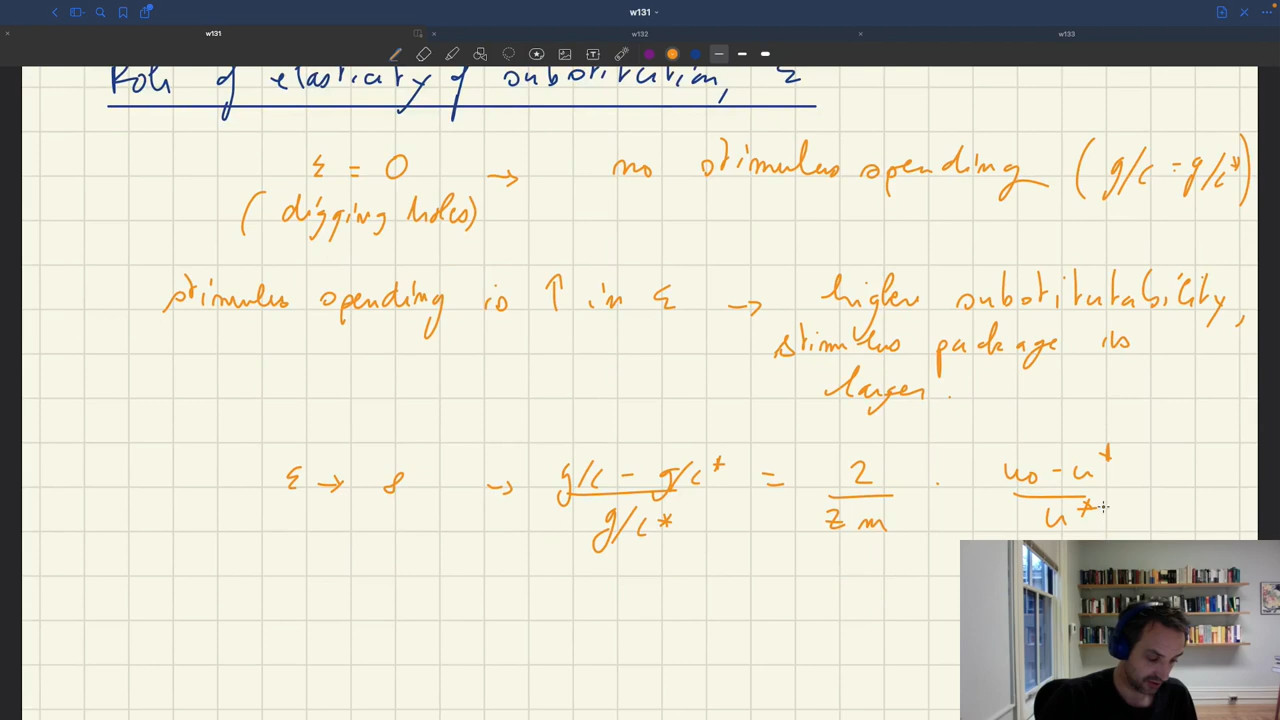 w131
w131
w132
w133
Role of elasticity of substitution, ε
ε = 0 → no stimulus spending (g/c = g/c*)
(digging holes)
stimulus spending is ↑ in ε → higher substitutability,
stimulus package is
larger.
ε → ∞ → (g/c - g/c*) / (g/c*) = 2 / (z m) · (u0 - u*) / u*